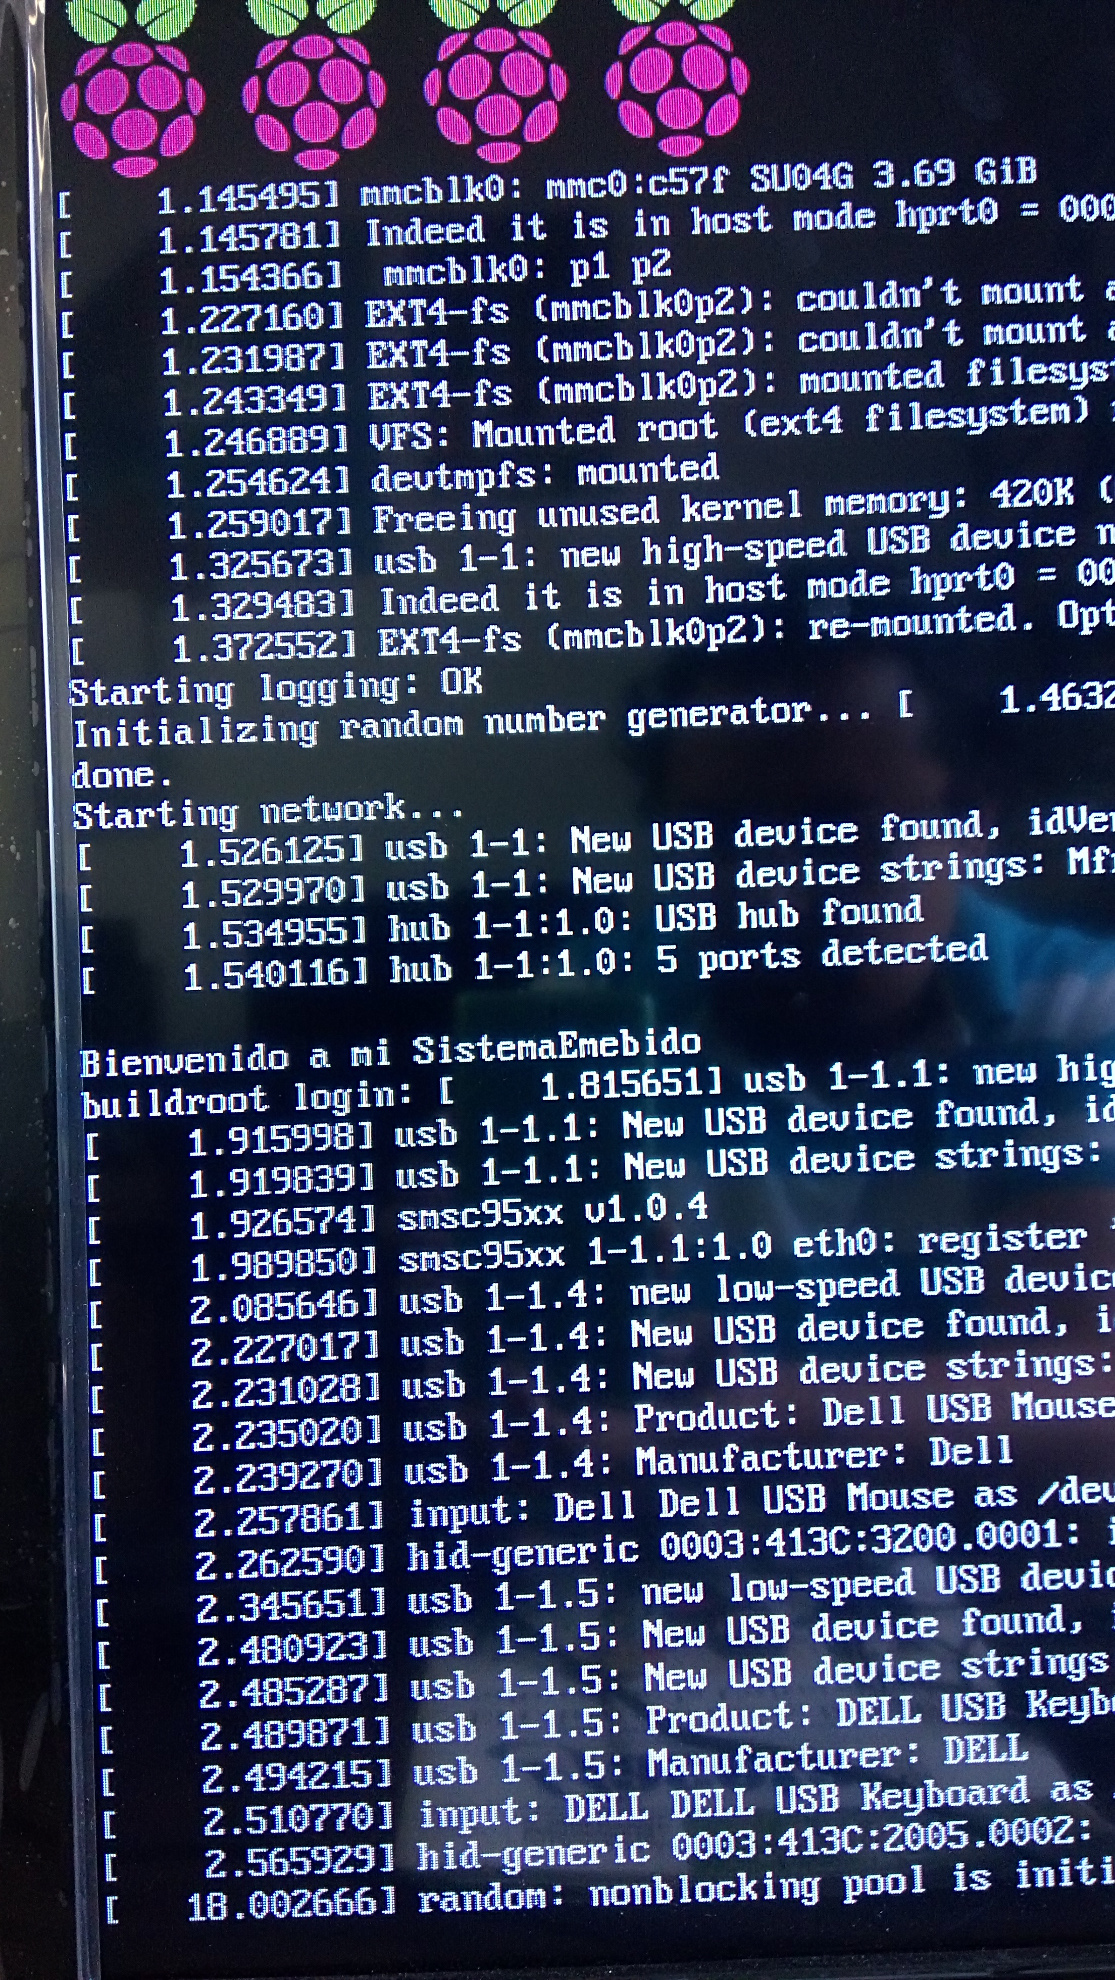 [    1.145495] mmcblk0: mmc0:c57f SU04G 3.69 GiB
[    1.145781] Indeed it is in host mode hprt0 = 000
[    1.154366]  mmcblk0: p1 p2
[    1.227160] EXT4-fs (mmcblk0p2): couldn't mount
[    1.231987] EXT4-fs (mmcblk0p2): couldn't mount
[    1.243349] EXT4-fs (mmcblk0p2): mounted filesys
[    1.246889] VFS: Mounted root (ext4 filesystem)
[    1.254624] devtmpfs: mounted
[    1.259017] Freeing unused kernel memory: 420K (
[    1.325673] usb 1-1: new high-speed USB device n
[    1.329483] Indeed it is in host mode hprt0 = 00
[    1.372552] EXT4-fs (mmcblk0p2): re-mounted. Opt
Starting logging: OK
Initializing random number generator... [    1.4632
done.
Starting network...
[    1.526125] usb 1-1: New USB device found, idVe
[    1.529970] usb 1-1: New USB device strings: Mf
[    1.534955] hub 1-1:1.0: USB hub found
[    1.540116] hub 1-1:1.0: 5 ports detected
Bienvenido a mi SistemaEmebido
buildroot login: [    1.815651] usb 1-1.1: new hig
[    1.915998] usb 1-1.1: New USB device found, id
[    1.919839] usb 1-1.1: New USB device strings:
[    1.926574] smsc95xx v1.0.4
[    1.989850] smsc95xx 1-1.1:1.0 eth0: register
[    2.085646] usb 1-1.4: new low-speed USB devic
[    2.227017] usb 1-1.4: New USB device found, i
[    2.231028] usb 1-1.4: New USB device strings:
[    2.235020] usb 1-1.4: Product: Dell USB Mouse
[    2.239270] usb 1-1.4: Manufacturer: Dell
[    2.257861] input: Dell Dell USB Mouse as /dev
[    2.262590] hid-generic 0003:413C:3200.0001:
[    2.345651] usb 1-1.5: new low-speed USB devic
[    2.480923] usb 1-1.5: New USB device found,
[    2.485287] usb 1-1.5: New USB device strings
[    2.489871] usb 1-1.5: Product: DELL USB Keyb
[    2.494215] usb 1-1.5: Manufacturer: DELL
[    2.510770] input: DELL DELL USB Keyboard as
[    2.565929] hid-generic 0003:413C:2005.0002:
[   18.002666] random: nonblocking pool is initi